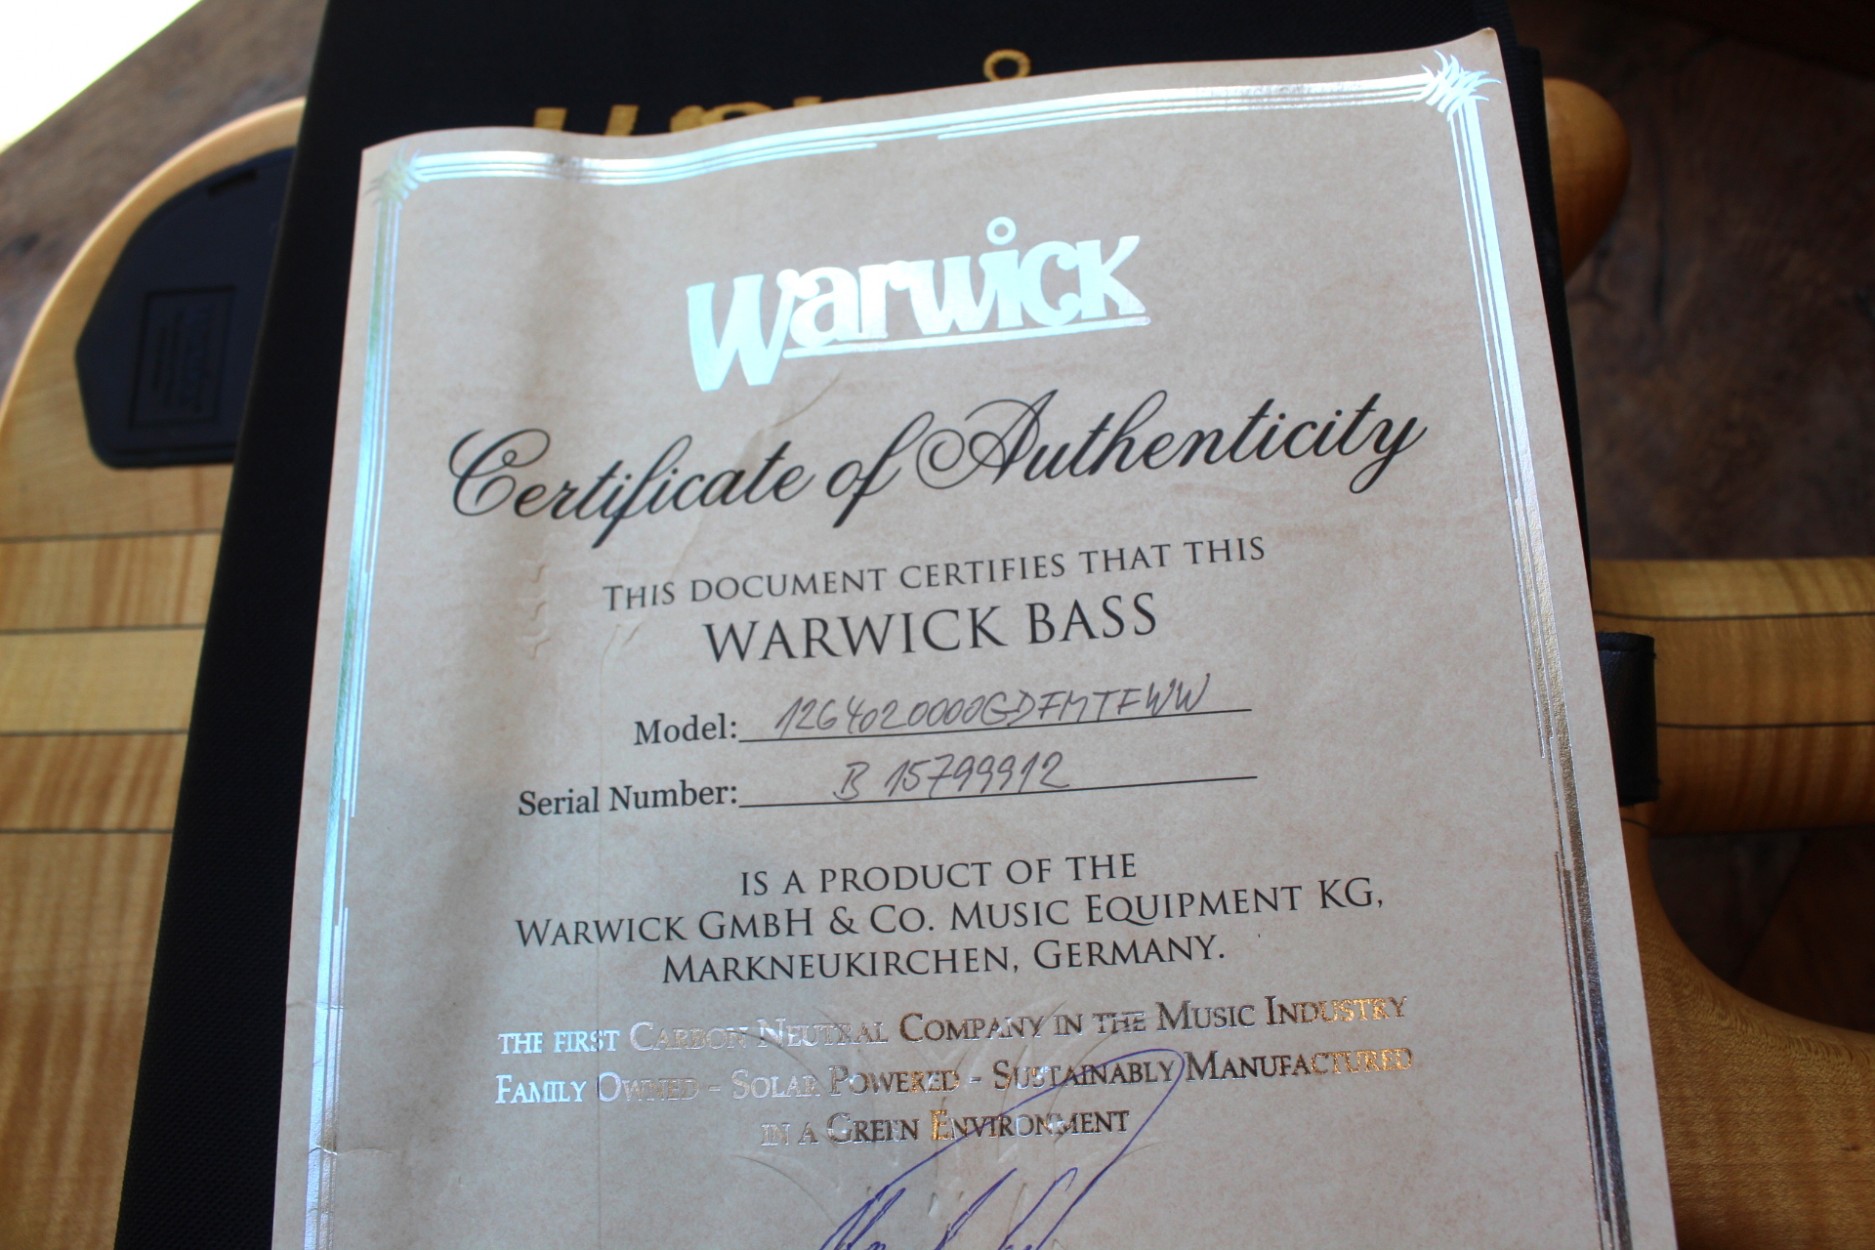 Warwick
Certificate of Authenticity
THIS DOCUMENT CERTIFIES THAT THIS
WARWICK BASS
Model: 1264020000GDFMTFWW
Serial Number: B 15799912
IS A PRODUCT OF THE
WARWICK GMBH & CO. MUSIC EQUIPMENT KG,
MARKNEUKIRCHEN, GERMANY.
THE FIRST CARBON NEUTRAL COMPANY IN THE MUSIC INDUSTRY
FAMILY OWNED - SOLAR POWERED - SUSTAINABLY MANUFACTURED
IN A GREEN ENVIRONMENT